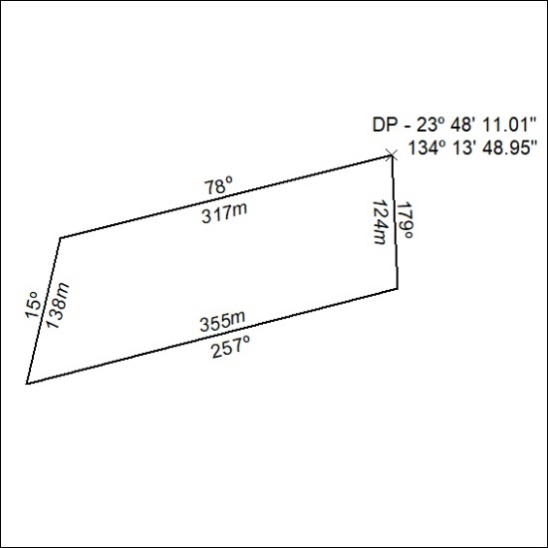 DP - 23º 48' 11.01"
134º 13' 48.95"
78º
317m
179º
124m
15º
138m
355m
257º